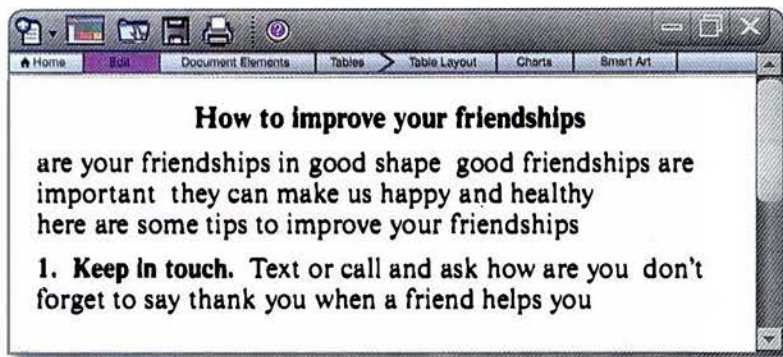 Home Edit Document Elements Tables Table Layout Charts Smart Art
How to improve your friendships
are your friendships in good shape good friendships are
important they can make us happy and healthy
here are some tips to improve your friendships
1. Keep in touch. Text or call and ask how are you don't
forget to say thank you when a friend helps you